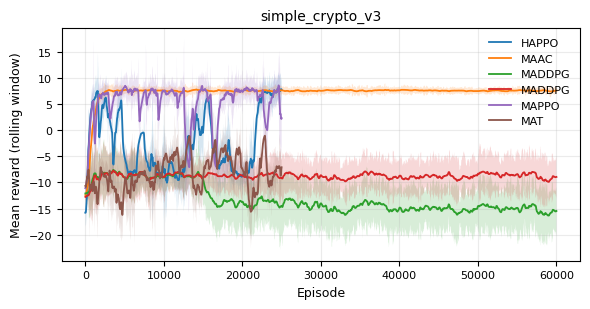 simple_crypto_v3
Mean reward (rolling window)
15
10
5
0
−5
−10
−15
−20
HAPPO
MAAC
MADDPG
MADDPG
MAPPO
MAT
0
10000
20000
30000
40000
50000
60000
Episode